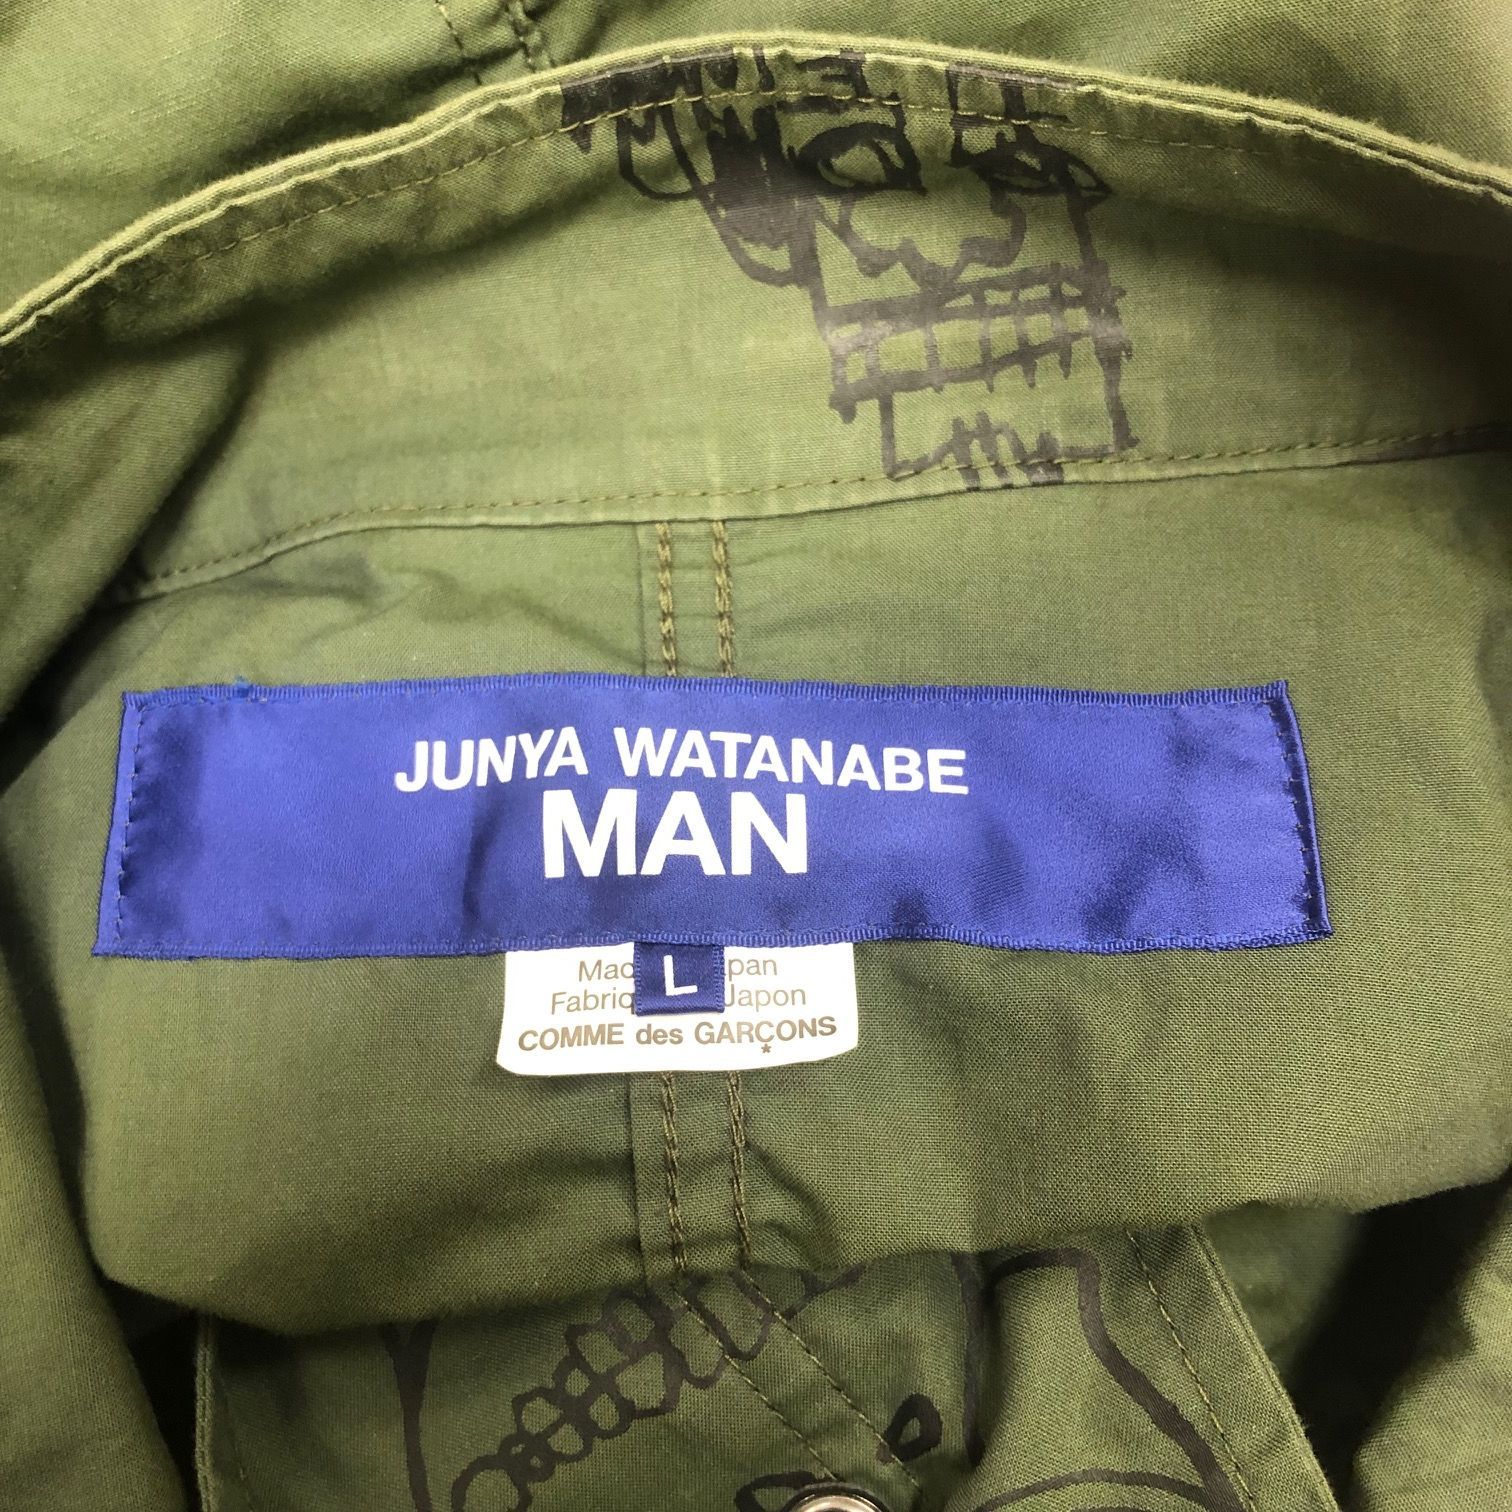 JUNYA WATANABE
MAN
L
COMME des GARÇONS